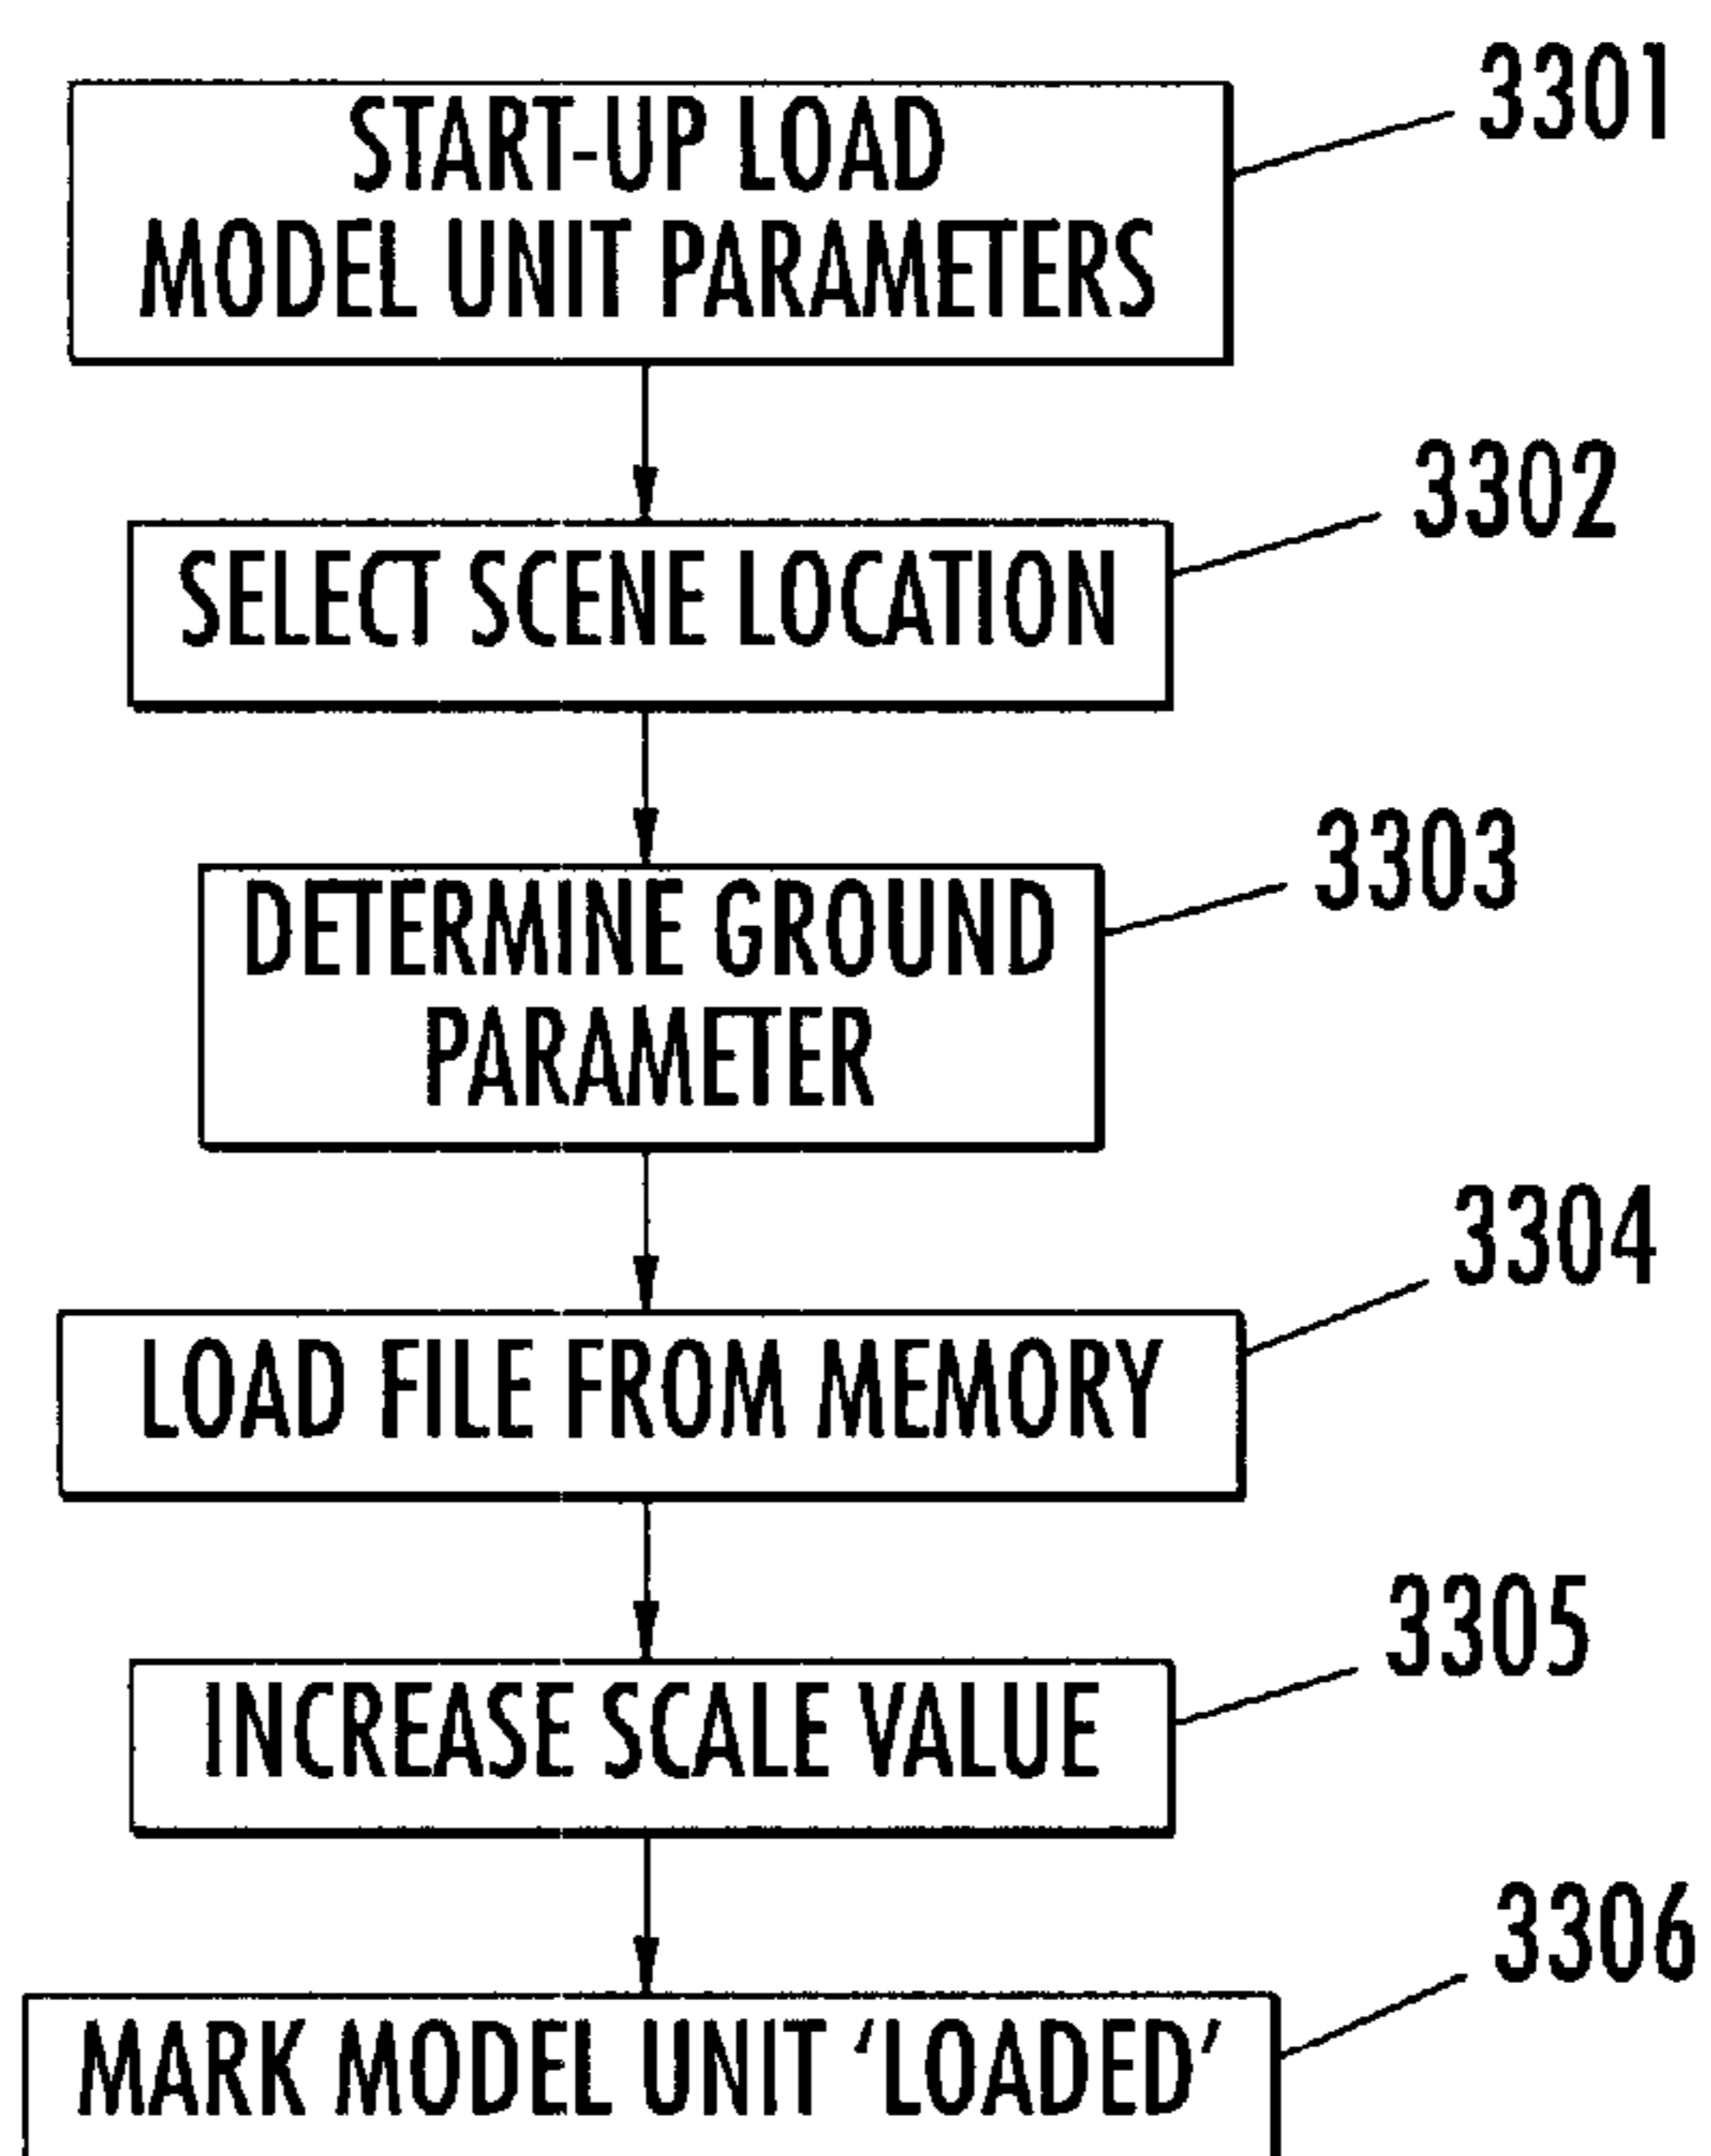 3301
START-UP LOAD
MODEL UNIT PARAMETERS
3302
SELECT SCENE LOCATION
3303
DETERMINE GROUND
PARAMETER
3304
LOAD FILE FROM MEMORY
3305
INCREASE SCALE VALUE
3306
MARK MODEL UNIT ‘LOADED’